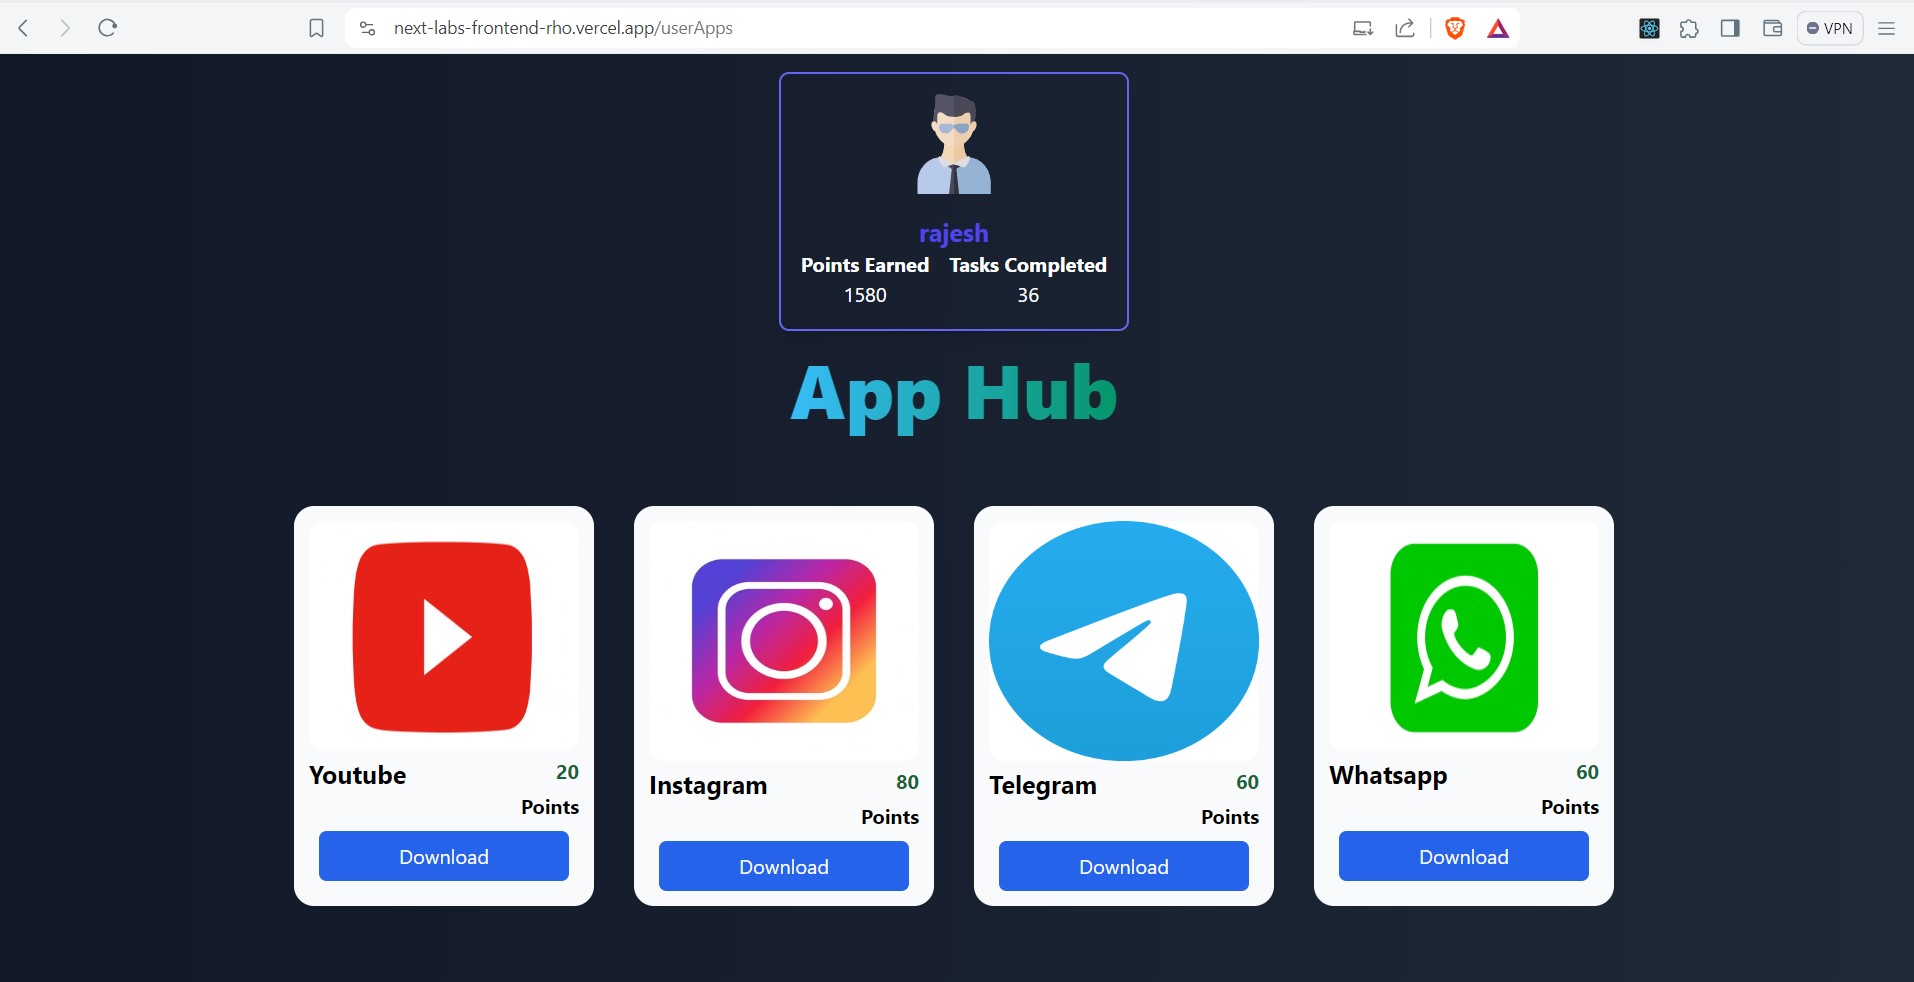 next-labs-frontend-rho.vercel.app/userApps
VPN
rajesh
Points Earned Tasks Completed
1580 36
App Hub
Youtube 20
Points
Download
Instagram 80
Points
Download
Telegram 60
Points
Download
Whatsapp 60
Points
Download